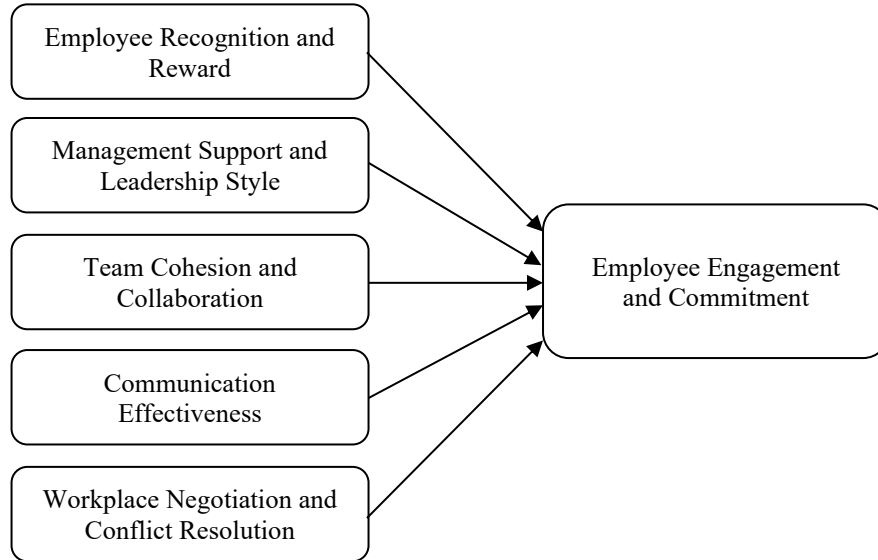 Employee Recognition and
Reward
Management Support and
Leadership Style
Team Cohesion and
Collaboration
Communication
Effectiveness
Workplace Negotiation and
Conflict Resolution
Employee Engagement
and Commitment